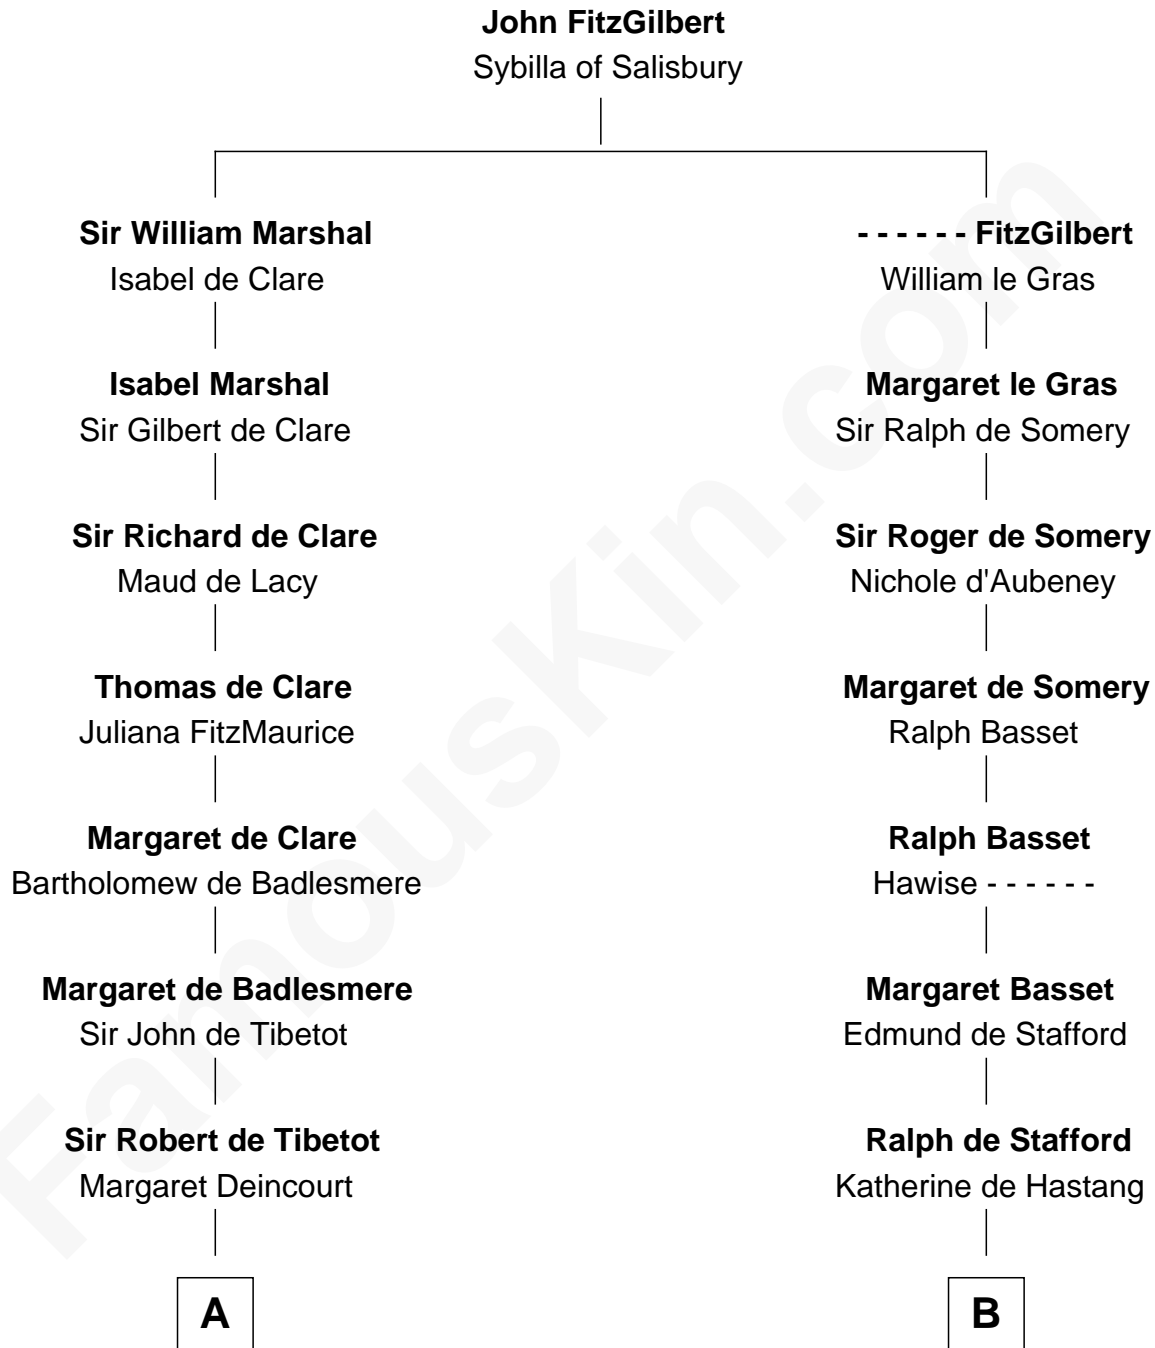 John FitzGilbert
Sybilla of Salisbury
Sir William Marshal
Isabel de Clare
- - - - - - FitzGilbert
William le Gras
Isabel Marshal
Sir Gilbert de Clare
Margaret le Gras
Sir Ralph de Somery
Sir Richard de Clare
Maud de Lacy
Sir Roger de Somery
Nichole d'Aubeney
Thomas de Clare
Juliana FitzMaurice
Margaret de Somery
Ralph Basset
Margaret de Clare
Bartholomew de Badlesmere
Ralph Basset
Hawise - - - - - -
Margaret de Badlesmere
Sir John de Tibetot
Margaret Basset
Edmund de Stafford
Sir Robert de Tibetot
Margaret Deincourt
Ralph de Stafford
Katherine de Hastang
A
B
FamousKin.com